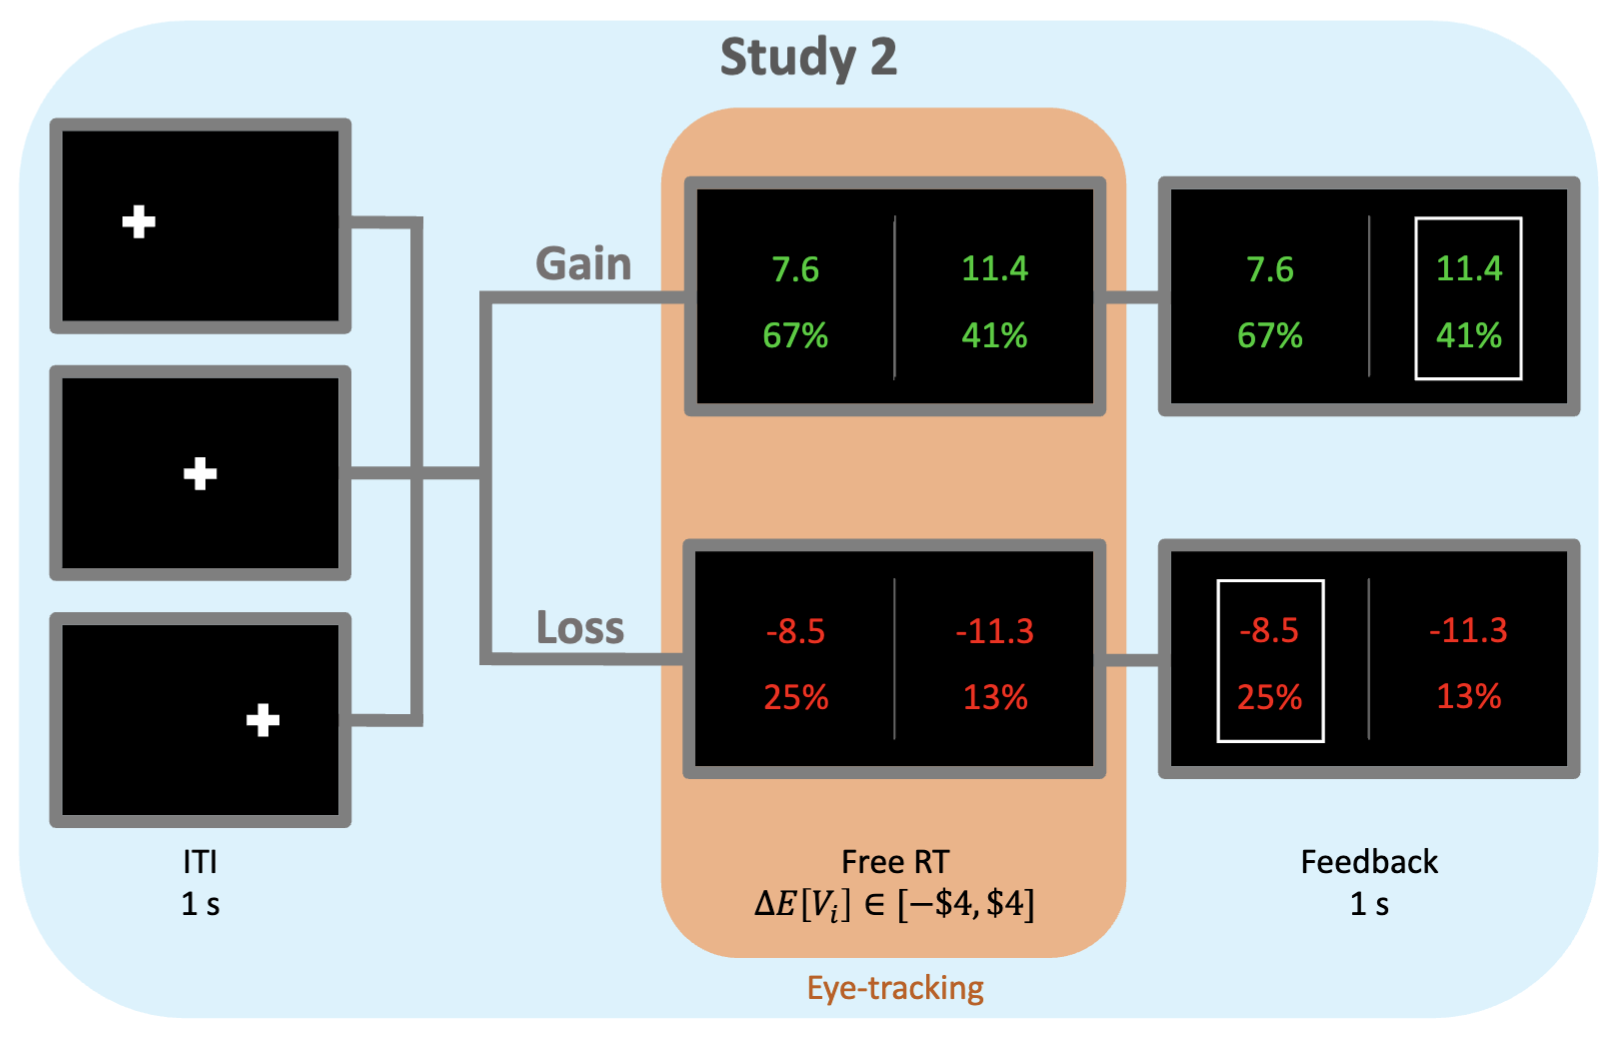 Study 2
Gain
7.6 11.4
67% 41%
7.6 11.4
67% 41%
Loss
-8.5 -11.3
25% 13%
-8.5 -11.3
25% 13%
ITI
1 s
Free RT
ΔE[Vᵢ] ∈ [−$4, $4]
Feedback
1 s
Eye-tracking